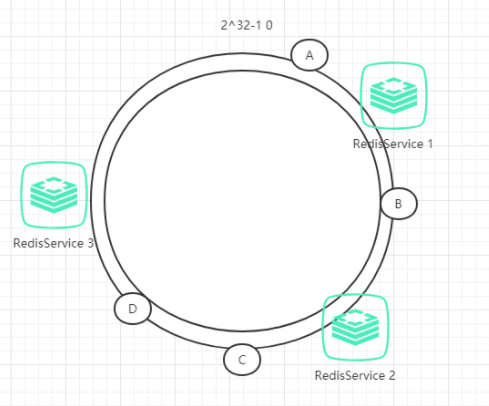 2^32-1 0
A
RedisService 1
B
RedisService 3
D
C
RedisService 2